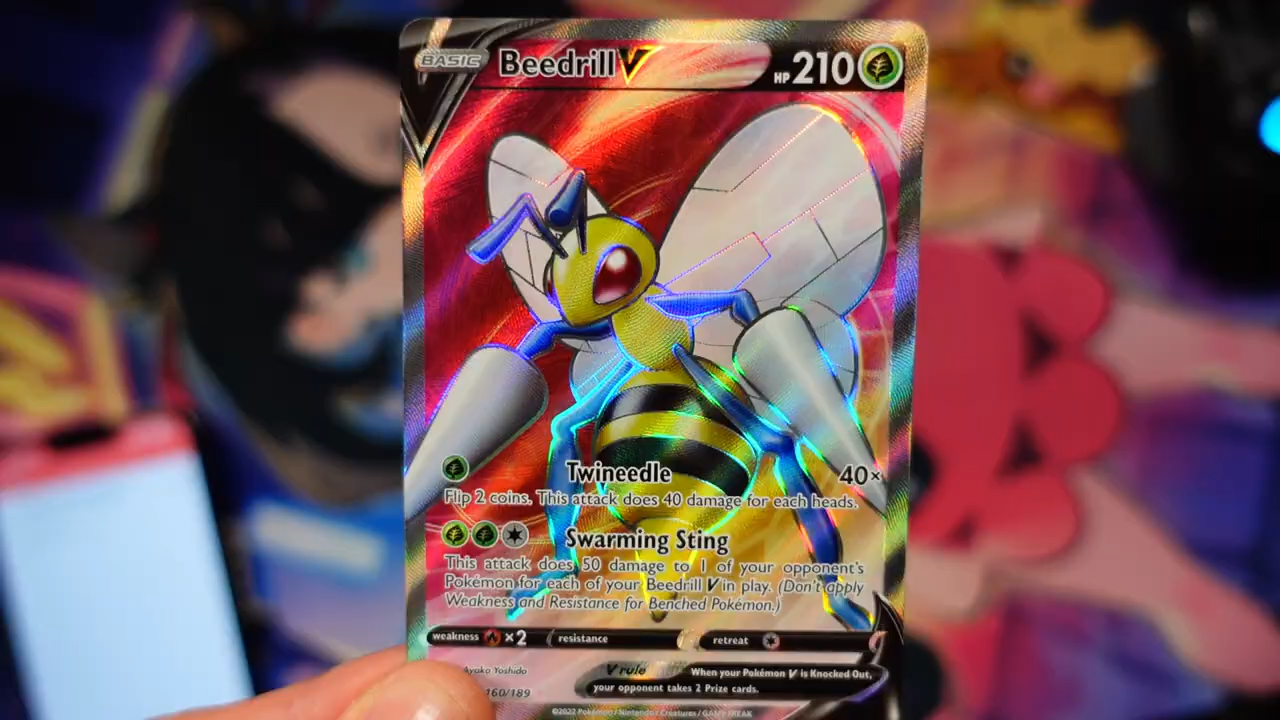 BASIC Beedrill V HP 210
Twineedle 40×
Flip 2 coins. This attack does 40 damage for each heads.
Swarming Sting
This attack does 50 damage to 1 of your opponent's
Pokémon for each of your Beedrill V in play. (Don't apply
Weakness and Resistance for Benched Pokémon.)
weakness ×2 resistance retreat
Ayako Yoshido V rule When your Pokémon V is Knocked Out,
160/189 your opponent takes 2 Prize cards.
©2022 Pokémon / Nintendo / Creatures / GAME FREAK